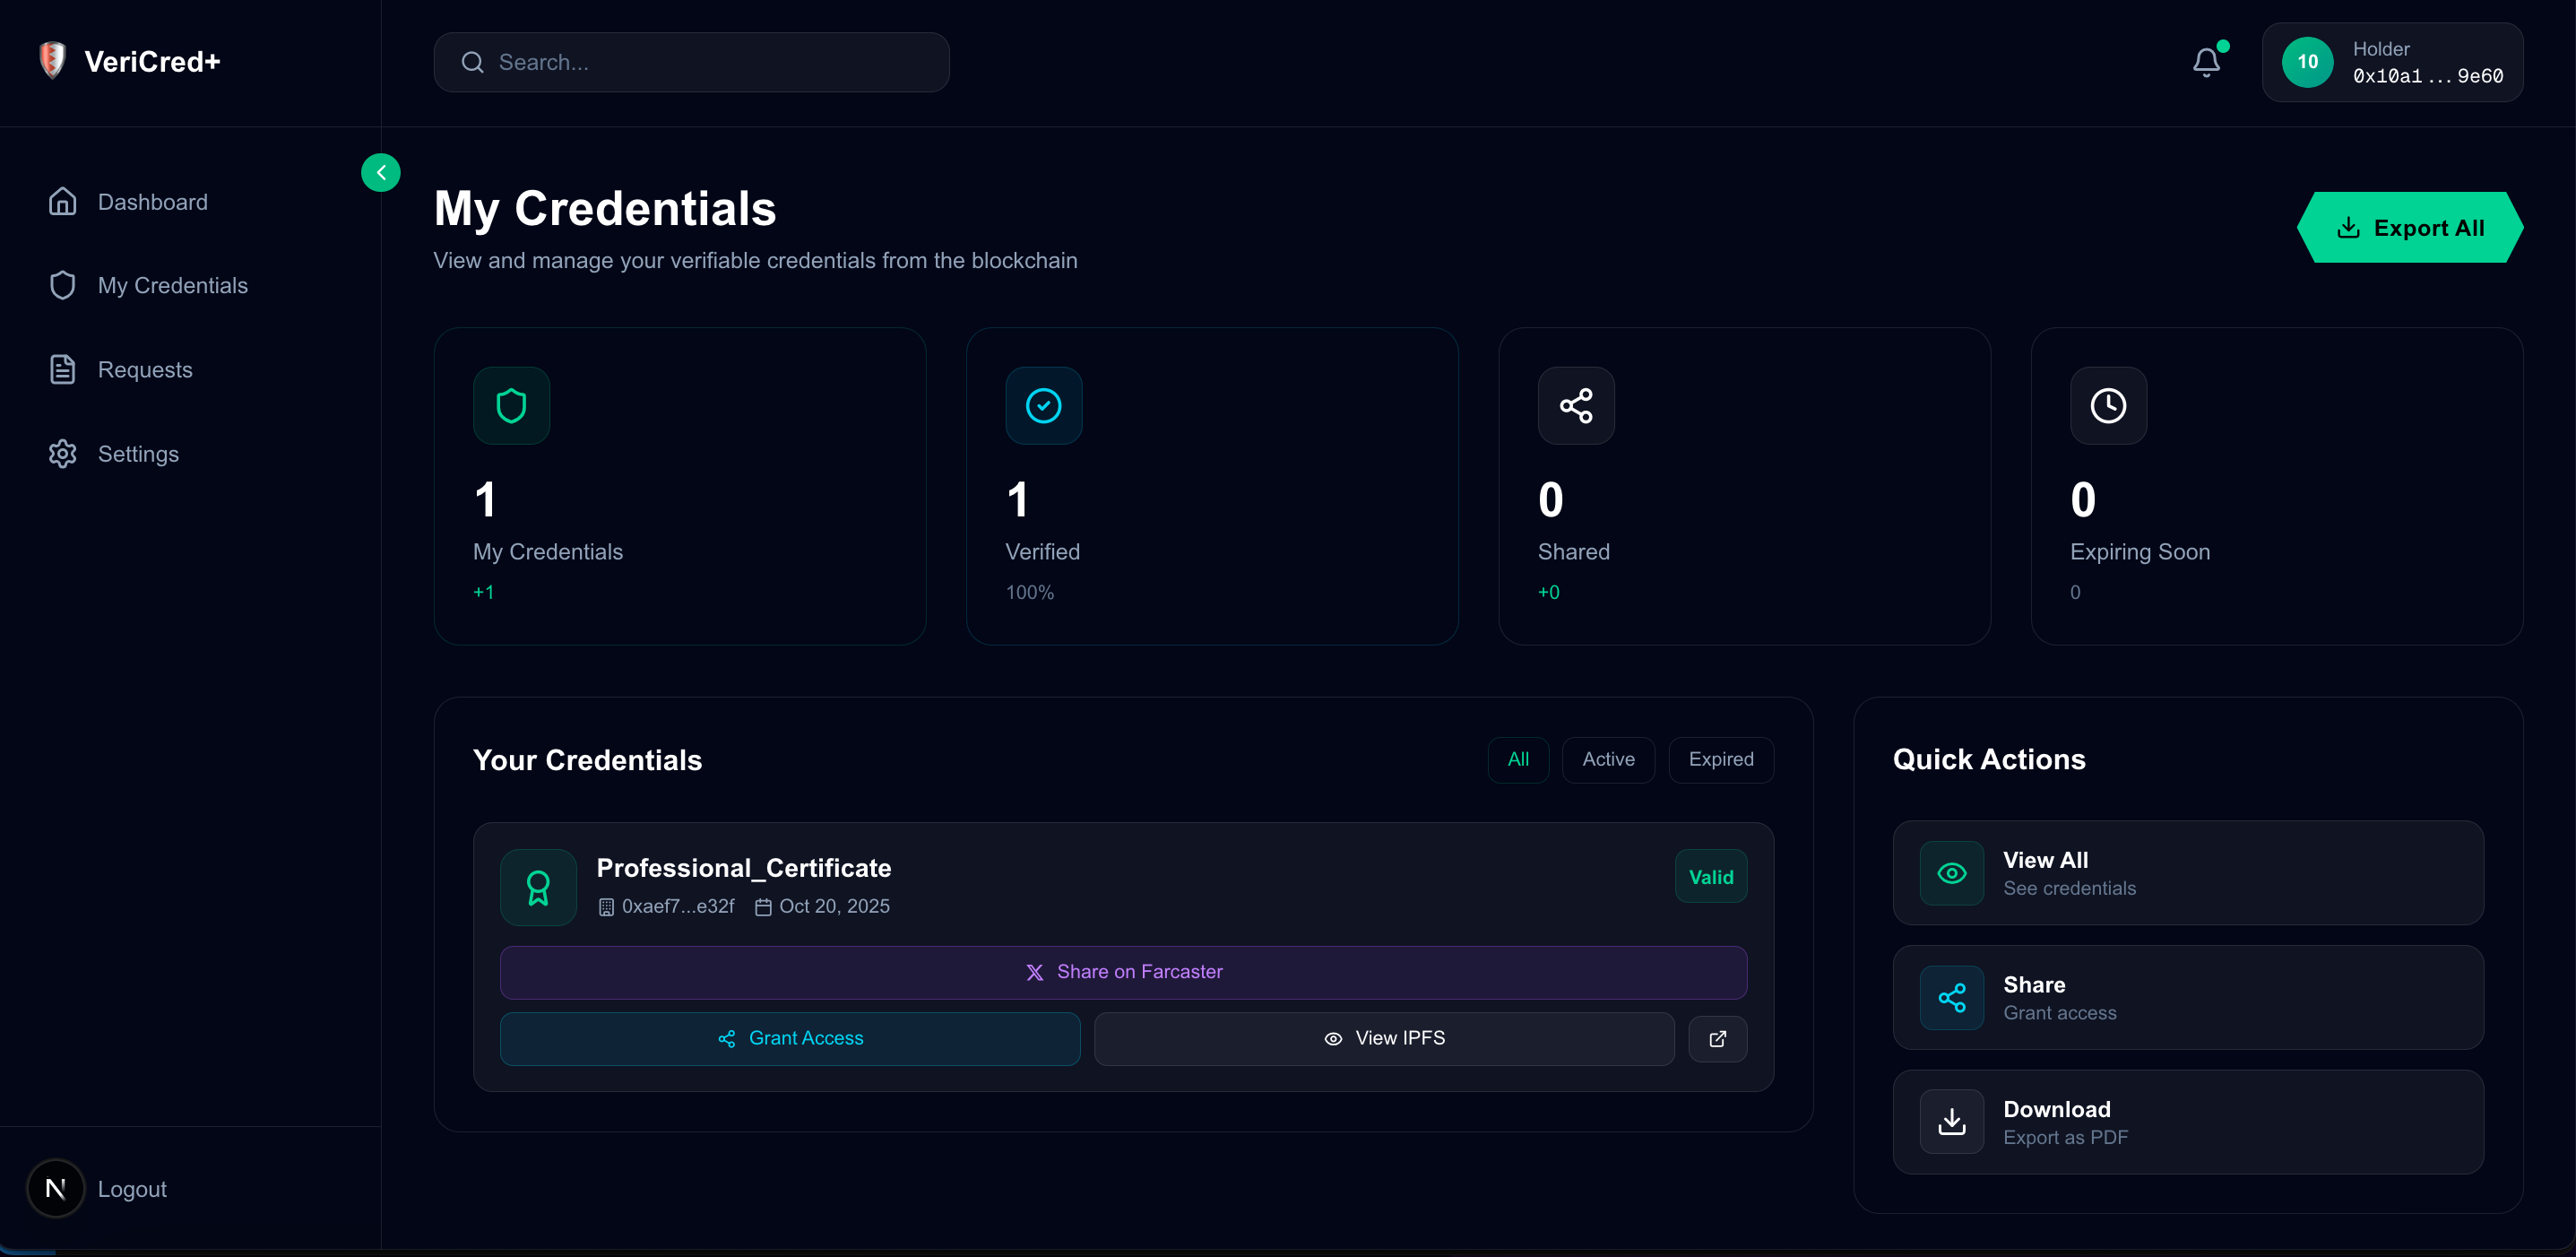 VeriCred+
Search...
10
Holder
0x10a1...9e60
Dashboard
My Credentials
Requests
Settings
My Credentials
View and manage your verifiable credentials from the blockchain
Export All
1
My Credentials
+1
1
Verified
100%
0
Shared
+0
0
Expiring Soon
0
Your Credentials
All
Active
Expired
Professional_Certificate
0xaef7...e32f
Oct 20, 2025
Valid
Share on Farcaster
Grant Access
View IPFS
Quick Actions
View All
See credentials
Share
Grant access
Download
Export as PDF
N
Logout